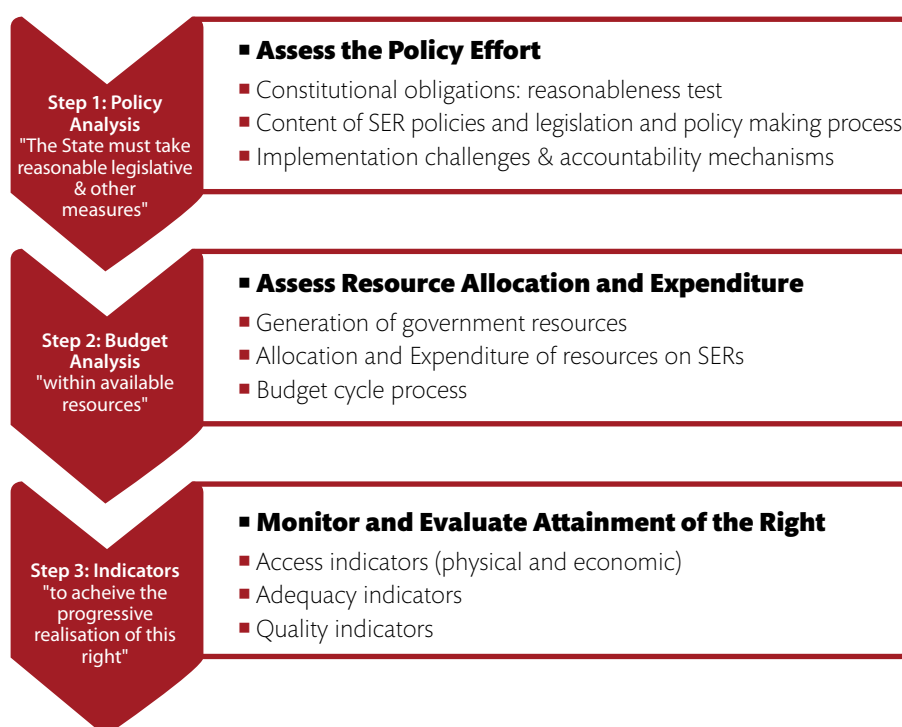 Step 1: Policy
Analysis
"The State must take
reasonable legislative
& other
measures"
■ Assess the Policy Effort
■ Constitutional obligations: reasonableness test
■ Content of SER policies and legislation and policy making process
■ Implementation challenges & accountability mechanisms
Step 2: Budget
Analysis
"within available
resources"
■ Assess Resource Allocation and Expenditure
■ Generation of government resources
■ Allocation and Expenditure of resources on SERs
■ Budget cycle process
Step 3: Indicators
"to acheive the
progressive
realisation of this
right"
■ Monitor and Evaluate Attainment of the Right
■ Access indicators (physical and economic)
■ Adequacy indicators
■ Quality indicators